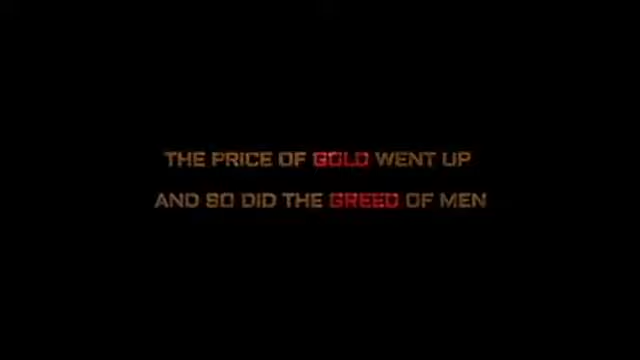 THE PRICE OF GOLD WENT UP
AND SO DID THE GREED OF MEN